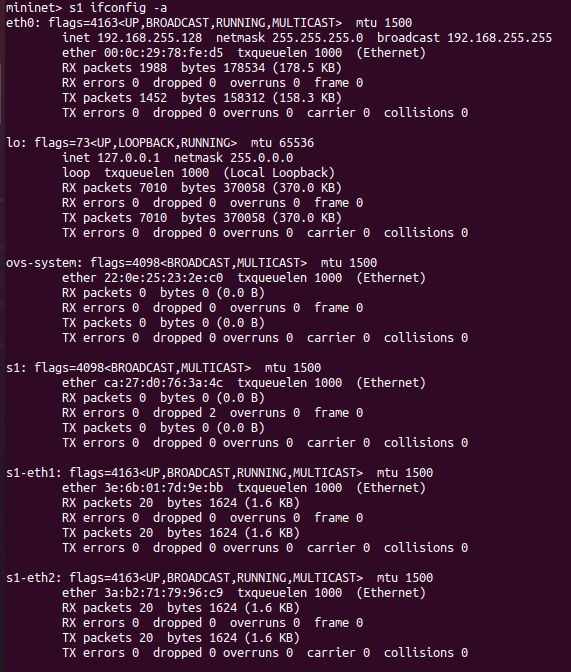 mininet> s1 ifconfig -a
eth0: flags=4163<UP,BROADCAST,RUNNING,MULTICAST>  mtu 1500
        inet 192.168.255.128  netmask 255.255.255.0  broadcast 192.168.255.255
        ether 00:0c:29:78:fe:d5  txqueuelen 1000  (Ethernet)
        RX packets 1988  bytes 178534 (178.5 KB)
        RX errors 0  dropped 0  overruns 0  frame 0
        TX packets 1452  bytes 158312 (158.3 KB)
        TX errors 0  dropped 0 overruns 0  carrier 0  collisions 0

lo: flags=73<UP,LOOPBACK,RUNNING>  mtu 65536
        inet 127.0.0.1  netmask 255.0.0.0
        loop  txqueuelen 1000  (Local Loopback)
        RX packets 7010  bytes 370058 (370.0 KB)
        RX errors 0  dropped 0  overruns 0  frame 0
        TX packets 7010  bytes 370058 (370.0 KB)
        TX errors 0  dropped 0 overruns 0  carrier 0  collisions 0

ovs-system: flags=4098<BROADCAST,MULTICAST>  mtu 1500
        ether 22:0e:25:23:2e:c0  txqueuelen 1000  (Ethernet)
        RX packets 0  bytes 0 (0.0 B)
        RX errors 0  dropped 0  overruns 0  frame 0
        TX packets 0  bytes 0 (0.0 B)
        TX errors 0  dropped 0 overruns 0  carrier 0  collisions 0

s1: flags=4098<BROADCAST,MULTICAST>  mtu 1500
        ether ca:27:d0:76:3a:4c  txqueuelen 1000  (Ethernet)
        RX packets 0  bytes 0 (0.0 B)
        RX errors 0  dropped 2  overruns 0  frame 0
        TX packets 0  bytes 0 (0.0 B)
        TX errors 0  dropped 0 overruns 0  carrier 0  collisions 0

s1-eth1: flags=4163<UP,BROADCAST,RUNNING,MULTICAST>  mtu 1500
        ether 3e:6b:01:7d:9e:bb  txqueuelen 1000  (Ethernet)
        RX packets 20  bytes 1624 (1.6 KB)
        RX errors 0  dropped 0  overruns 0  frame 0
        TX packets 20  bytes 1624 (1.6 KB)
        TX errors 0  dropped 0 overruns 0  carrier 0  collisions 0

s1-eth2: flags=4163<UP,BROADCAST,RUNNING,MULTICAST>  mtu 1500
        ether 3a:b2:71:79:96:c9  txqueuelen 1000  (Ethernet)
        RX packets 20  bytes 1624 (1.6 KB)
        RX errors 0  dropped 0  overruns 0  frame 0
        TX packets 20  bytes 1624 (1.6 KB)
        TX errors 0  dropped 0 overruns 0  carrier 0  collisions 0